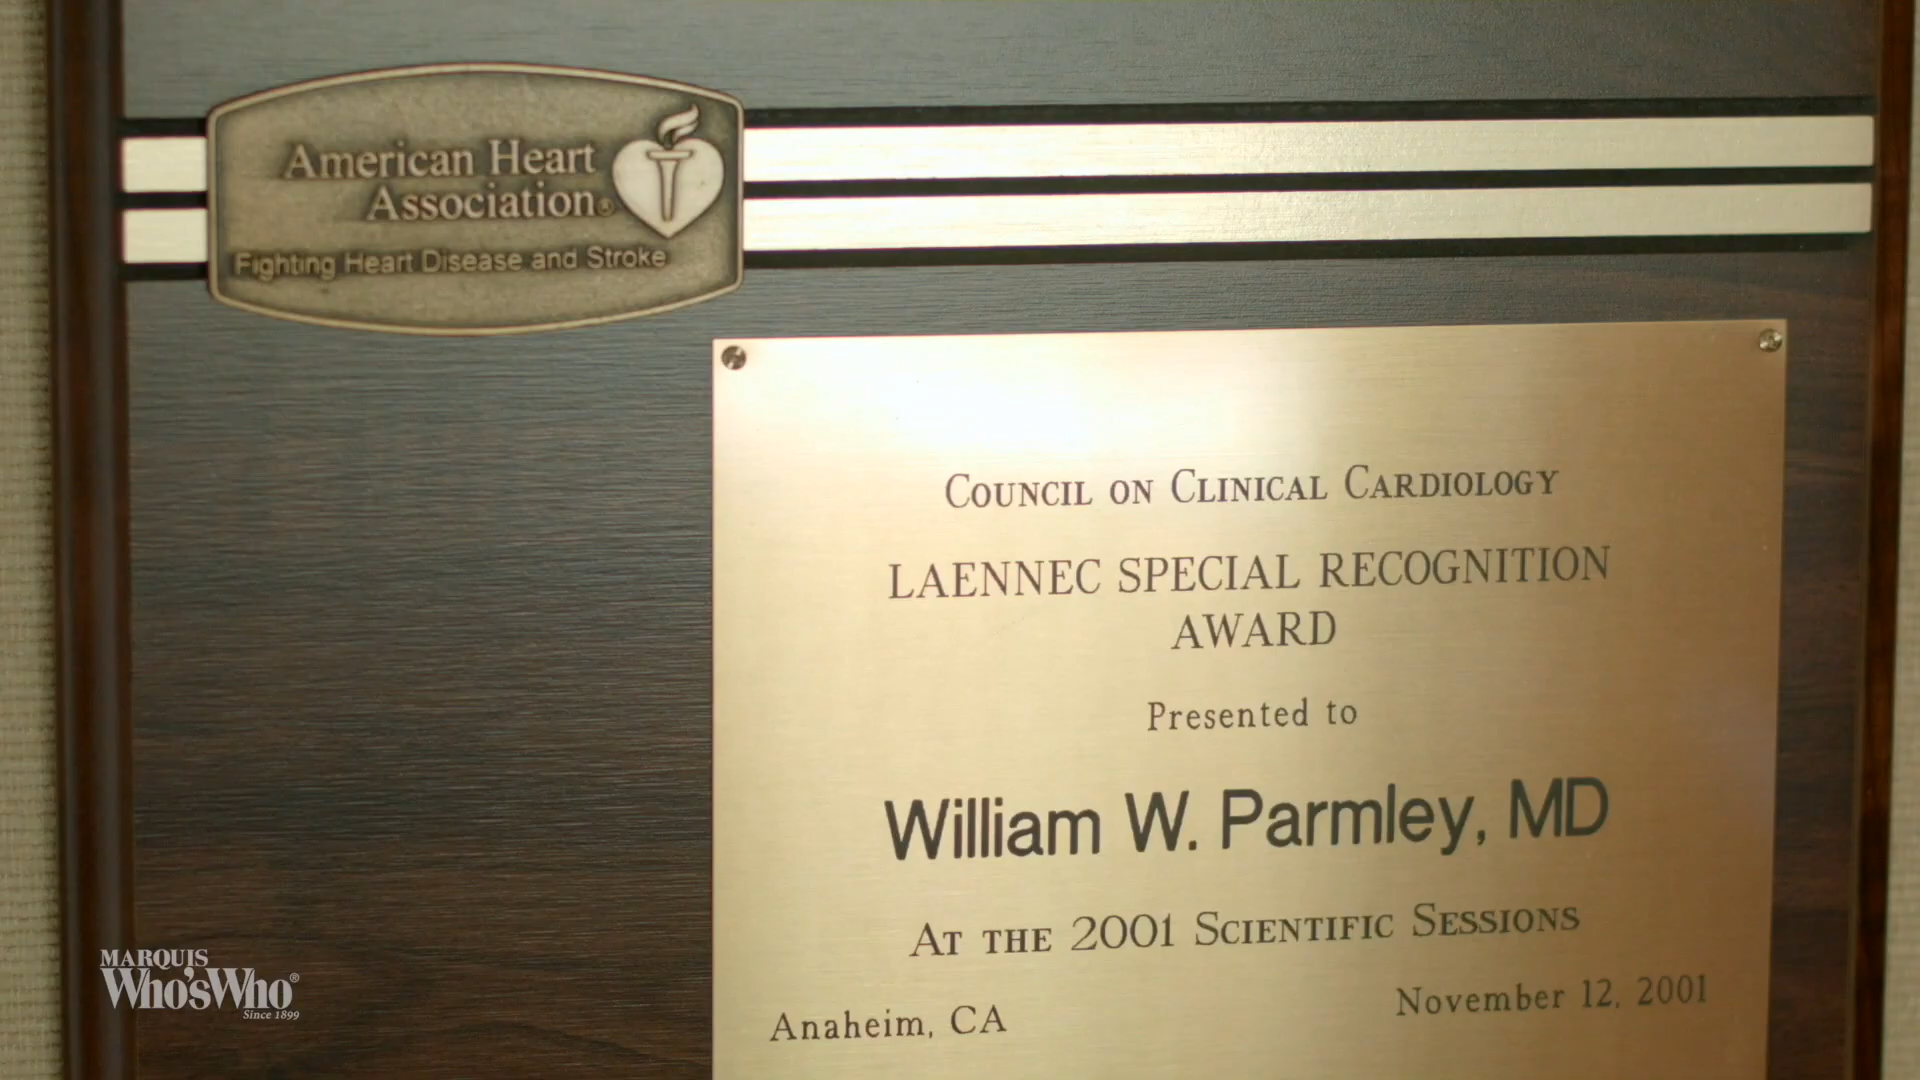 American Heart
Association®
Fighting Heart Disease and Stroke
COUNCIL ON CLINICAL CARDIOLOGY
LAENNEC SPECIAL RECOGNITION
AWARD
Presented to
William W. Parmley, MD
AT THE 2001 SCIENTIFIC SESSIONS
Anaheim, CA
November 12, 2001
MARQUIS
Who'sWho®
Since 1899